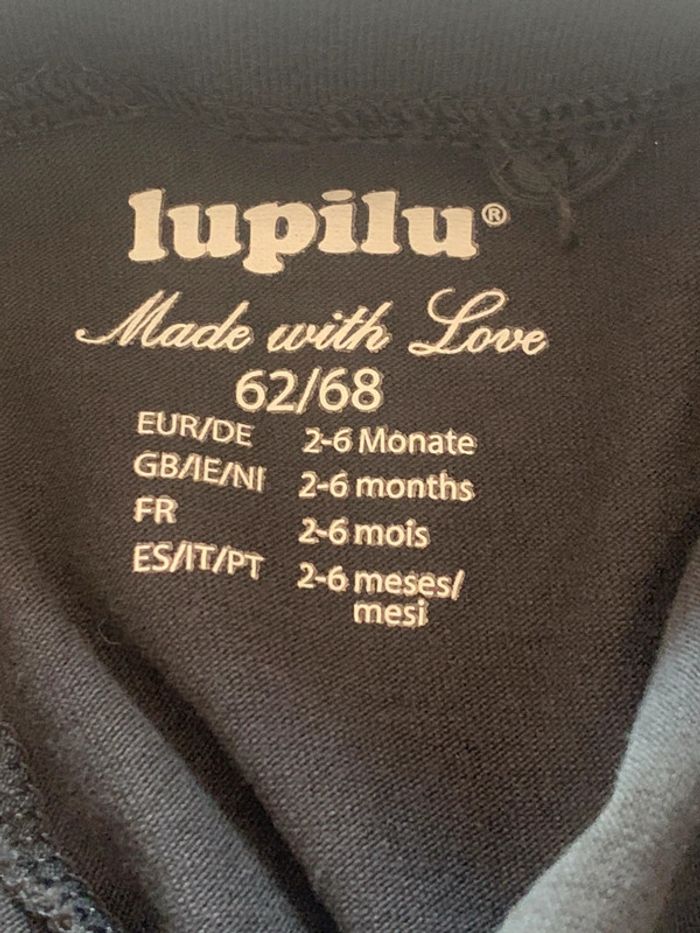 lupilu®
Made with Love
62/68
EUR/DE 2-6 Monate
GB/IE/NI 2-6 months
FR 2-6 mois
ES/IT/PT 2-6 meses/
mesi